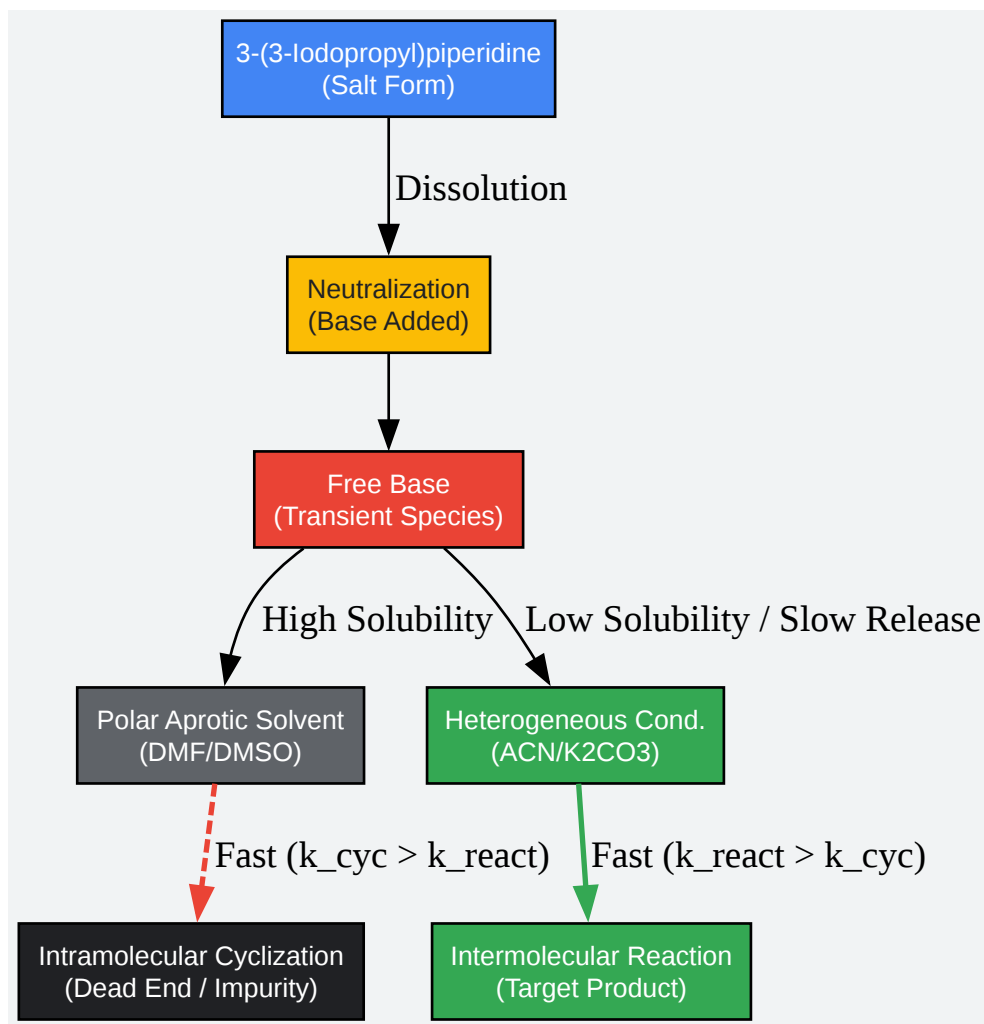 3-(3-Iodopropyl)piperidine
(Salt Form)
Dissolution
Neutralization
(Base Added)
Free Base
(Transient Species)
High Solubility
Low Solubility / Slow Release
Polar Aprotic Solvent
(DMF/DMSO)
Heterogeneous Cond.
(ACN/K2CO3)
Fast (k_cyc > k_react)
Fast (k_react > k_cyc)
Intramolecular Cyclization
(Dead End / Impurity)
Intermolecular Reaction
(Target Product)